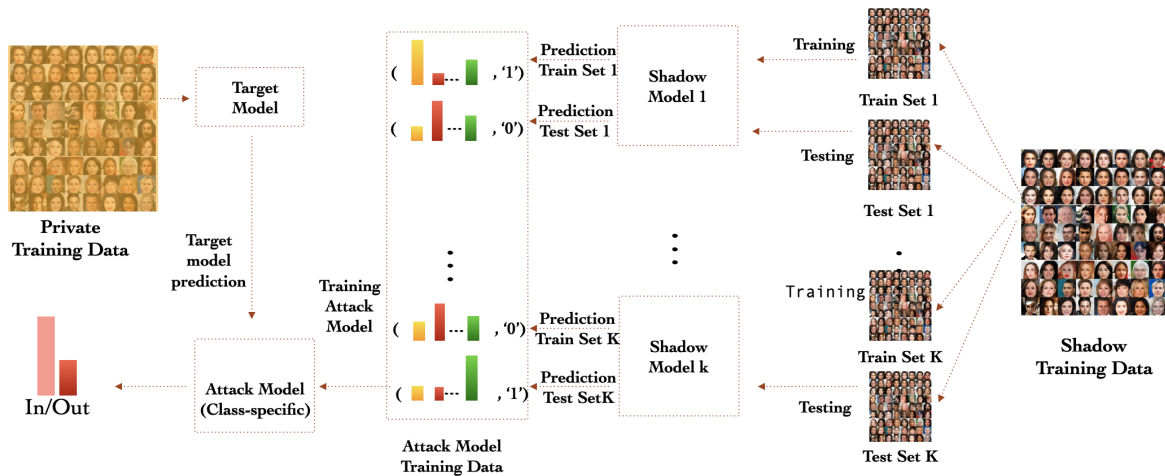 Private
Training Data
Target
Model
Target
model
prediction
In/Out
Attack Model
(Class-specific)
Training
Attack
Model
( ... , ‘1’)
( ... , ‘0’)
( ... , ‘0’)
( ... , ‘1’)
Attack Model
Training Data
Prediction
Train Set 1
Prediction
Test Set 1
Prediction
Train Set K
Prediction
Test SetK
Shadow
Model 1
Shadow
Model k
Training
Testing
Training
Testing
Train Set 1
Test Set 1
Train Set K
Test Set K
Shadow
Training Data